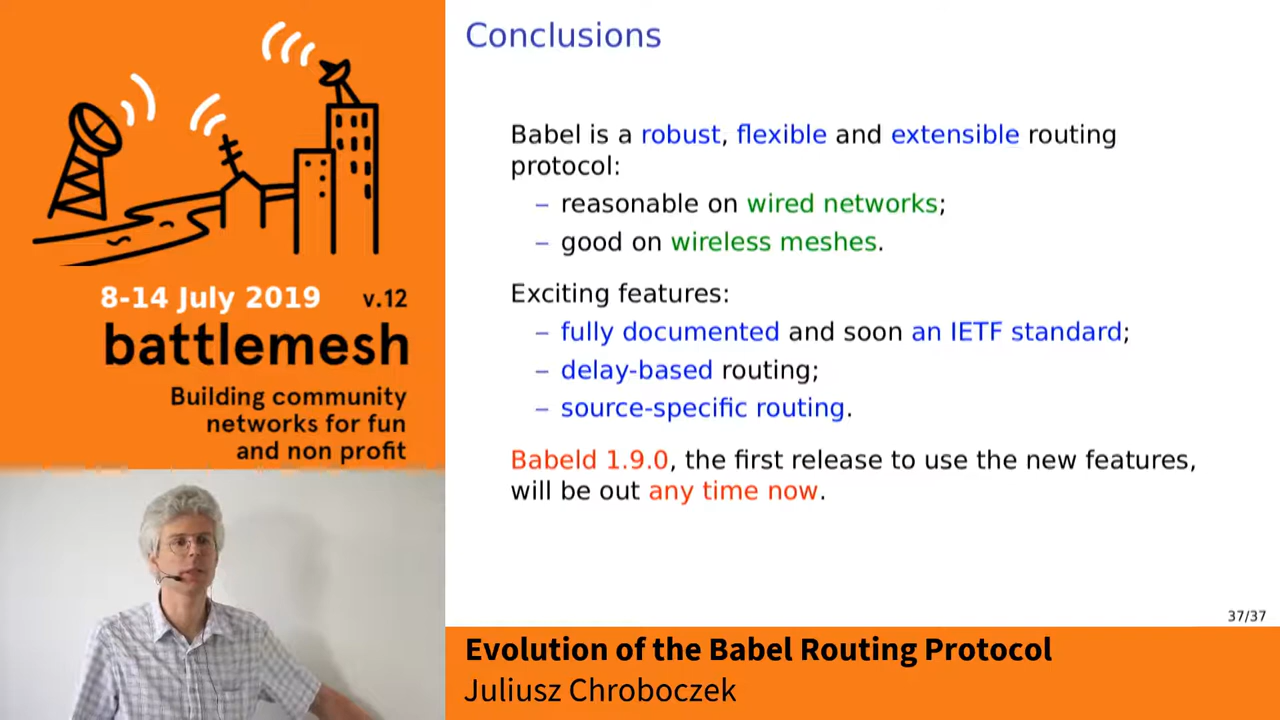 8-14 July 2019 v.12
battlemesh
Building community
networks for fun
and non profit
Conclusions
Babel is a robust, flexible and extensible routing
protocol:
– reasonable on wired networks;
– good on wireless meshes.
Exciting features:
– fully documented and soon an IETF standard;
– delay-based routing;
– source-specific routing.
Babeld 1.9.0, the first release to use the new features,
will be out any time now.
37/37
Evolution of the Babel Routing Protocol
Juliusz Chroboczek